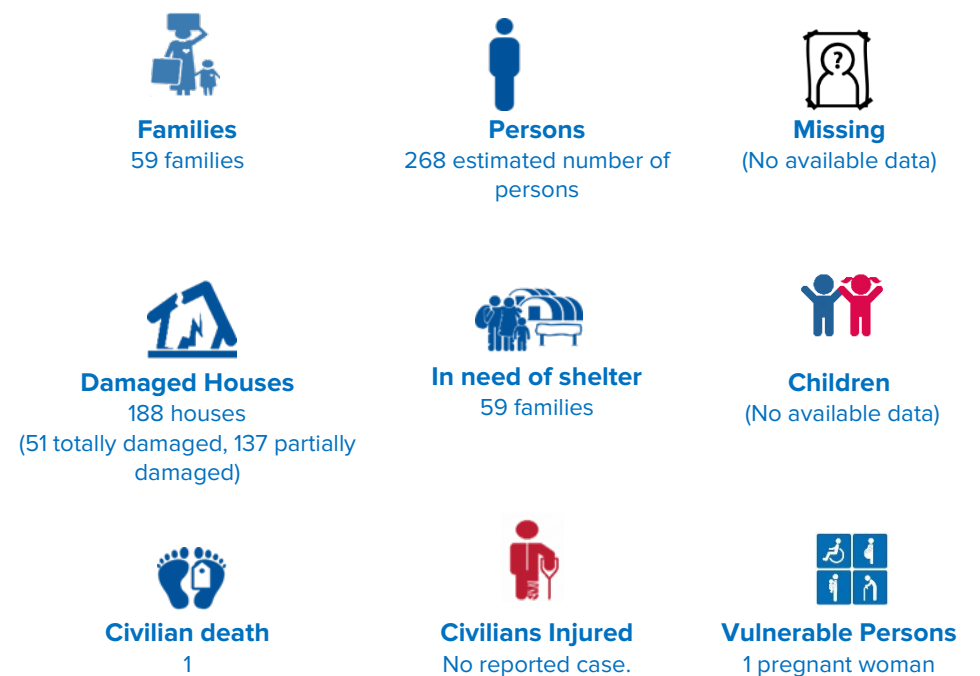 Families
59 families
Persons
268 estimated number of
persons
?
Missing
(No available data)
Damaged Houses
188 houses
(51 totally damaged, 137 partially
damaged)
In need of shelter
59 families
Children
(No available data)
Civilian death
1
Civilians Injured
No reported case.
Vulnerable Persons
1 pregnant woman